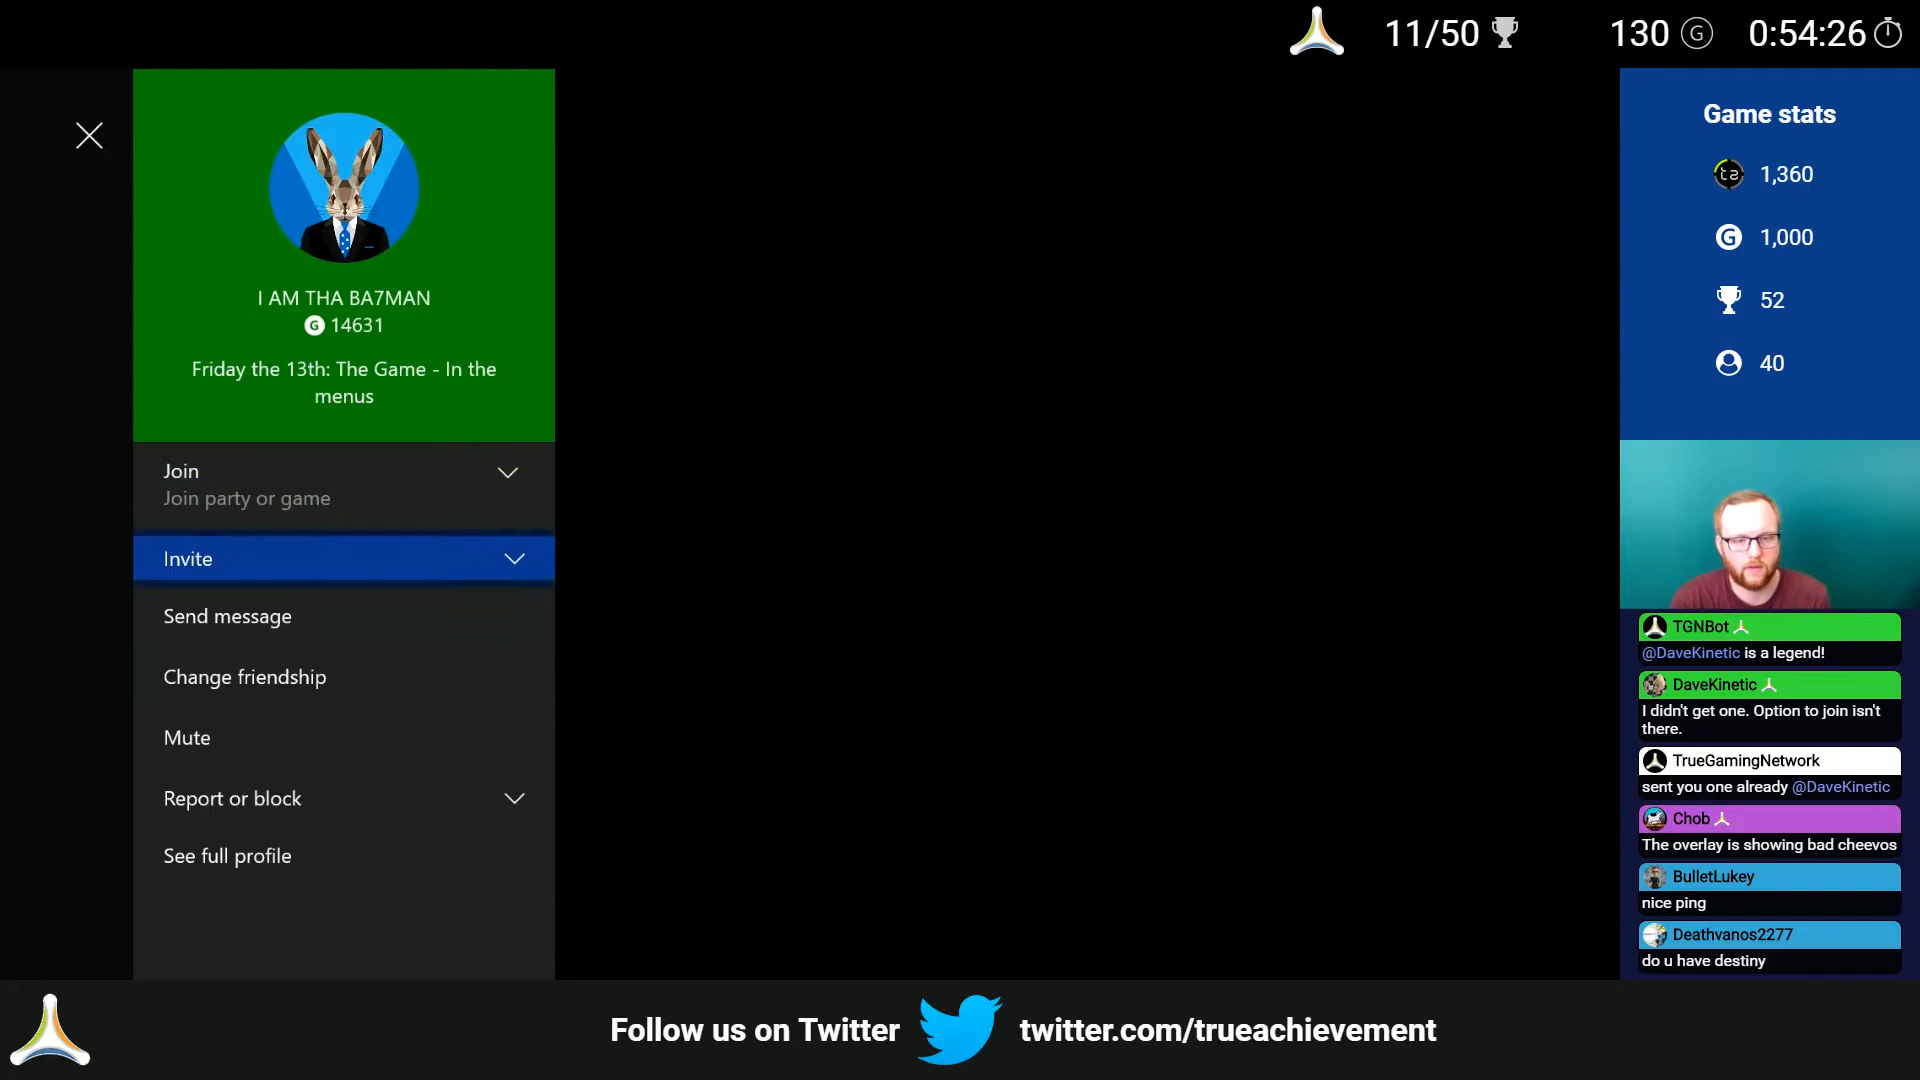 11/50
130 G
0:54:26
I AM THA BA7MAN
G 14631
Friday the 13th: The Game - In the
menus
Join
Join party or game
Invite
Send message
Change friendship
Mute
Report or block
See full profile
Game stats
ta 1,360
G 1,000
52
40
TGNBot
@DaveKinetic is a legend!
DaveKinetic
I didn't get one. Option to join isn't
there.
TrueGamingNetwork
sent you one already @DaveKinetic
Chob
The overlay is showing bad cheevos
BulletLukey
nice ping
Deathvanos2277
do u have destiny
Follow us on Twitter
twitter.com/trueachievement